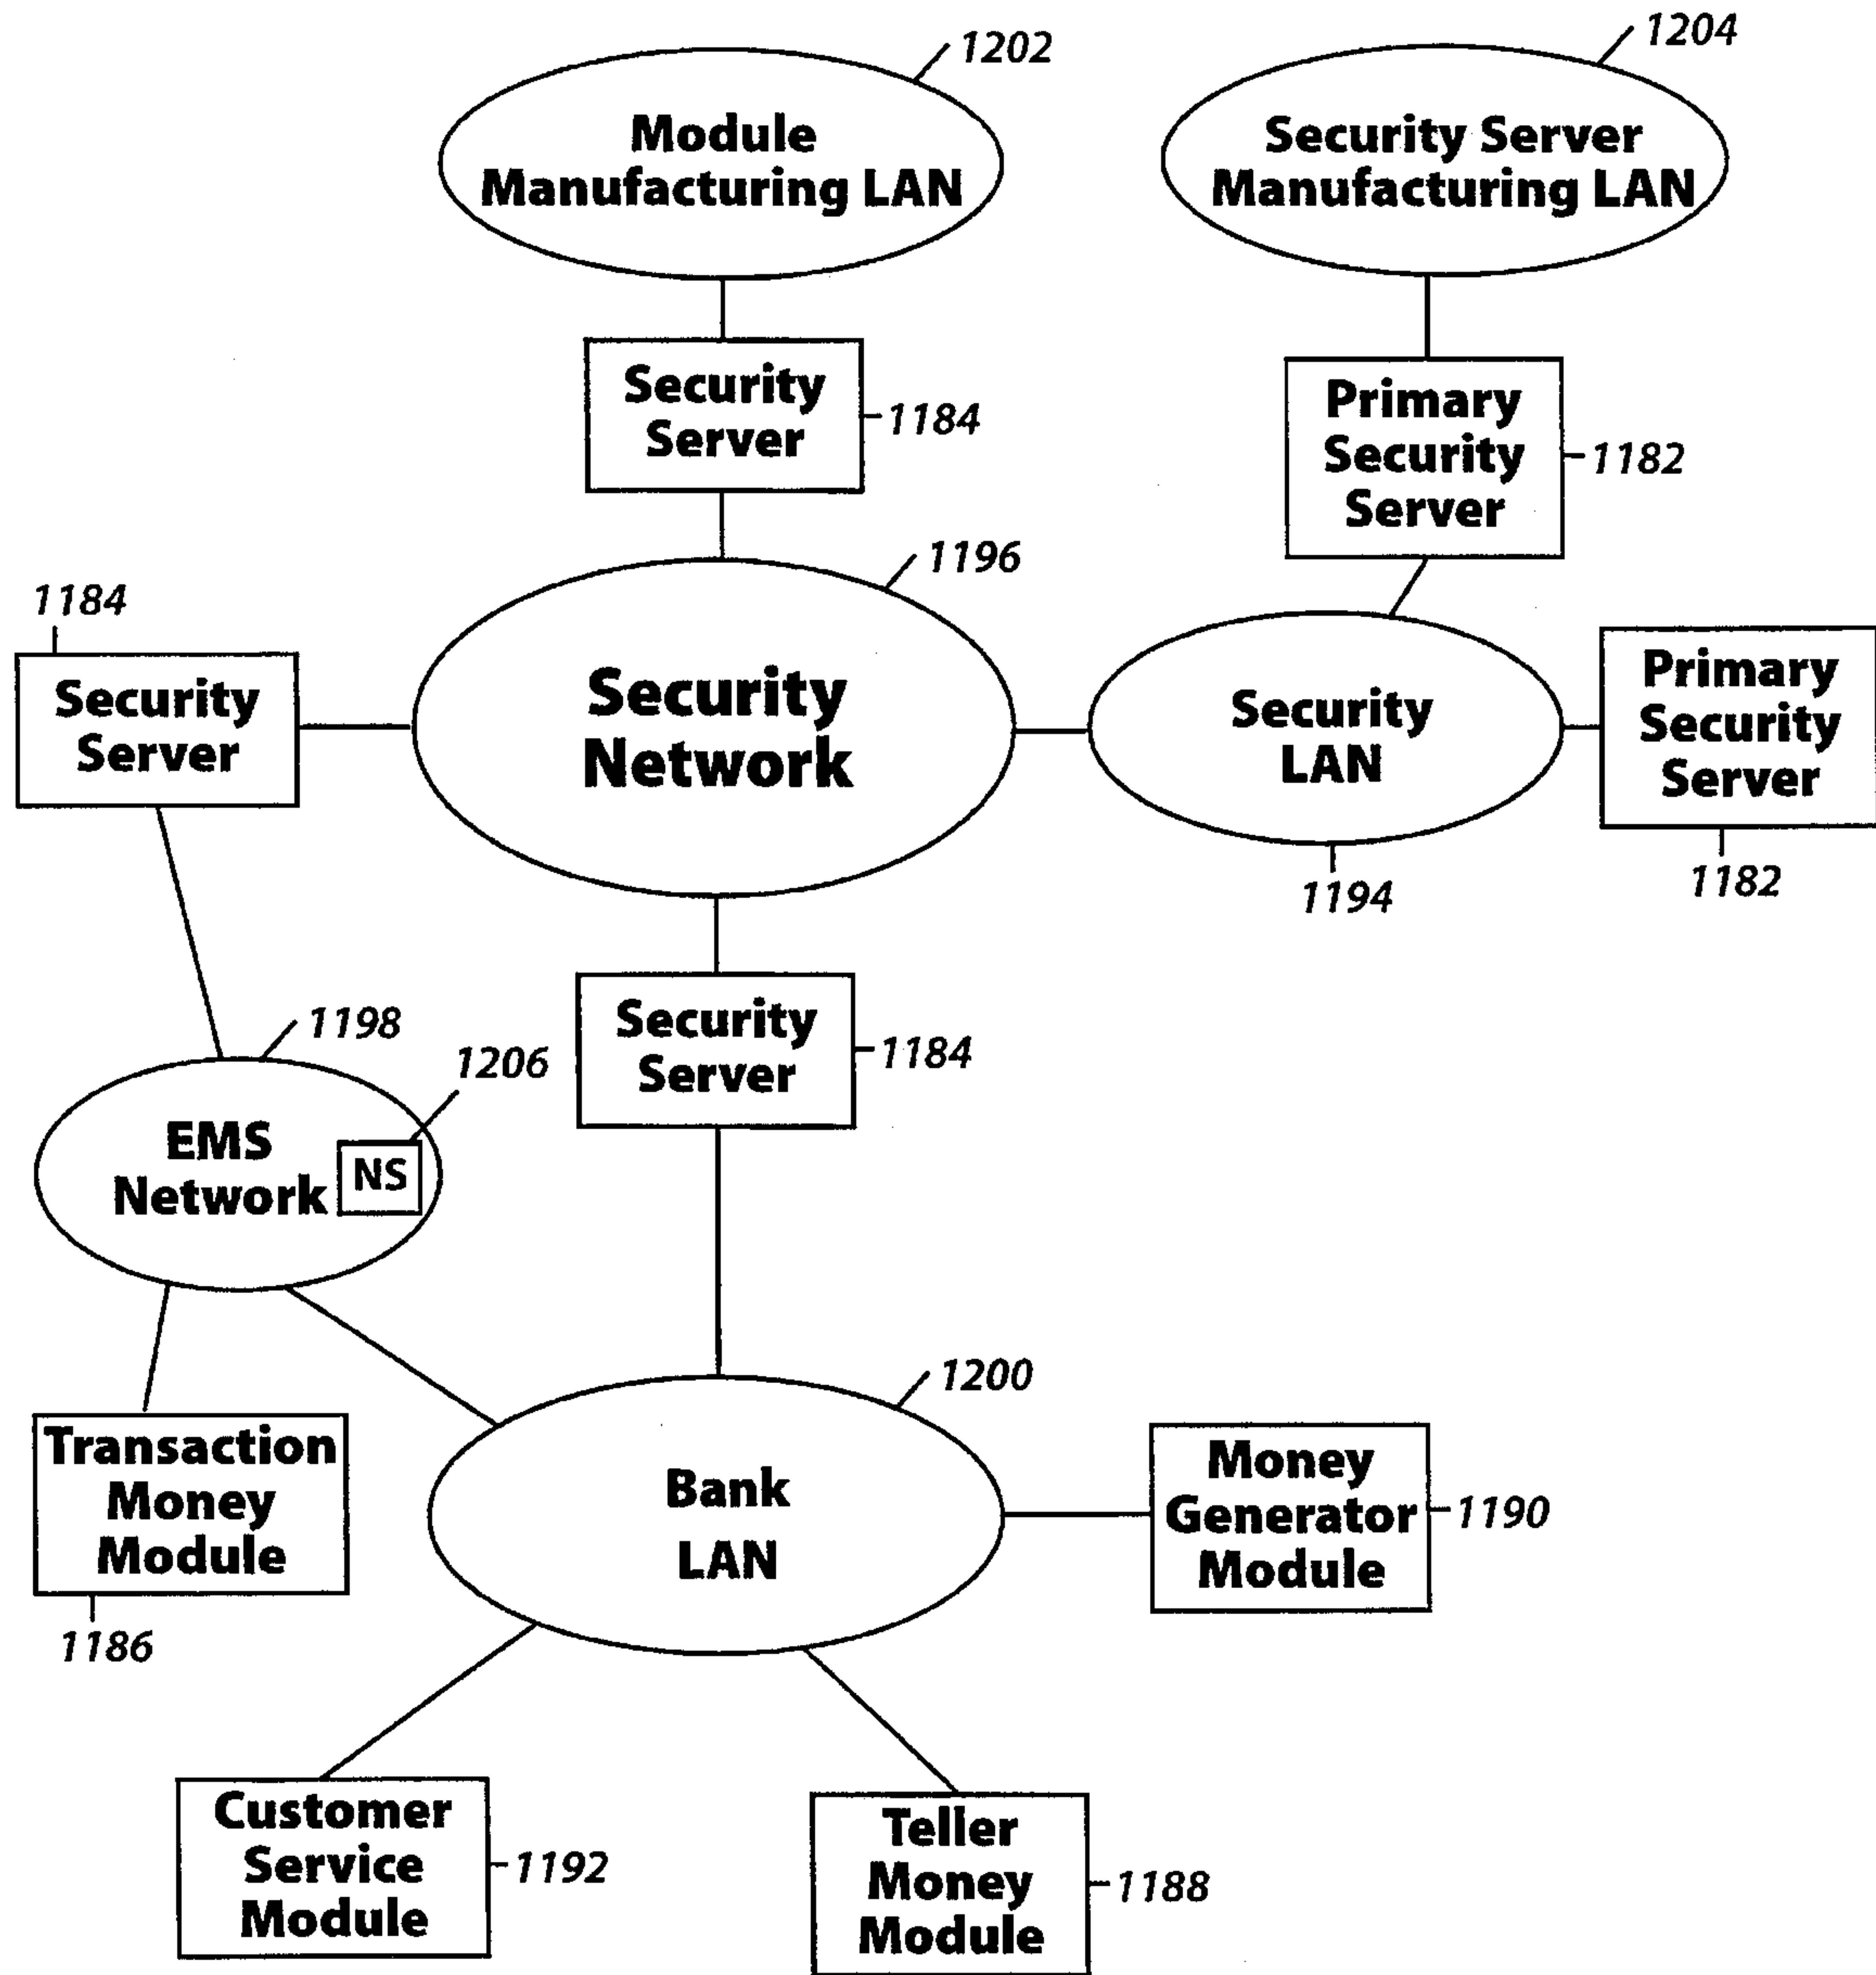 1202
Module
Manufacturing LAN
1204
Security Server
Manufacturing LAN
Security
Server
1184
Primary
Security
Server
1182
1196
Security
Network
1184
Security
Server
Security
LAN
1194
Primary
Security
Server
1182
Security
Server
1184
1198
1206
EMS
Network
NS
1200
Bank
LAN
Transaction
Money
Module
1186
Money
Generator
Module
1190
Customer
Service
Module
1192
Teller
Money
Module
1188